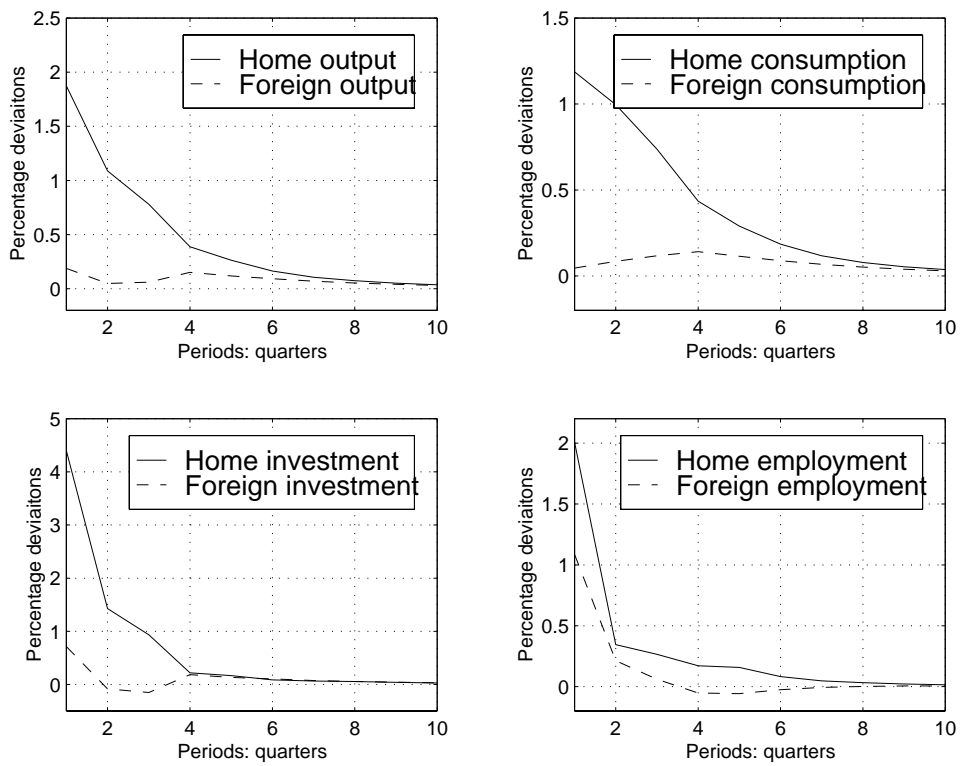 2.5
2
1.5
1
0.5
0
Percentage deviaitons
Home output
Foreign output
2 4 6 8 10
Periods: quarters
1.5
1
0.5
0
Percentage deviaitons
Home consumption
Foreign consumption
2 4 6 8 10
Periods: quarters
5
4
3
2
1
0
Percentage deviaitons
Home investment
Foreign investment
2 4 6 8 10
Periods: quarters
2
1.5
1
0.5
0
Percentage deviaitons
Home employment
Foreign employment
2 4 6 8 10
Periods: quarters